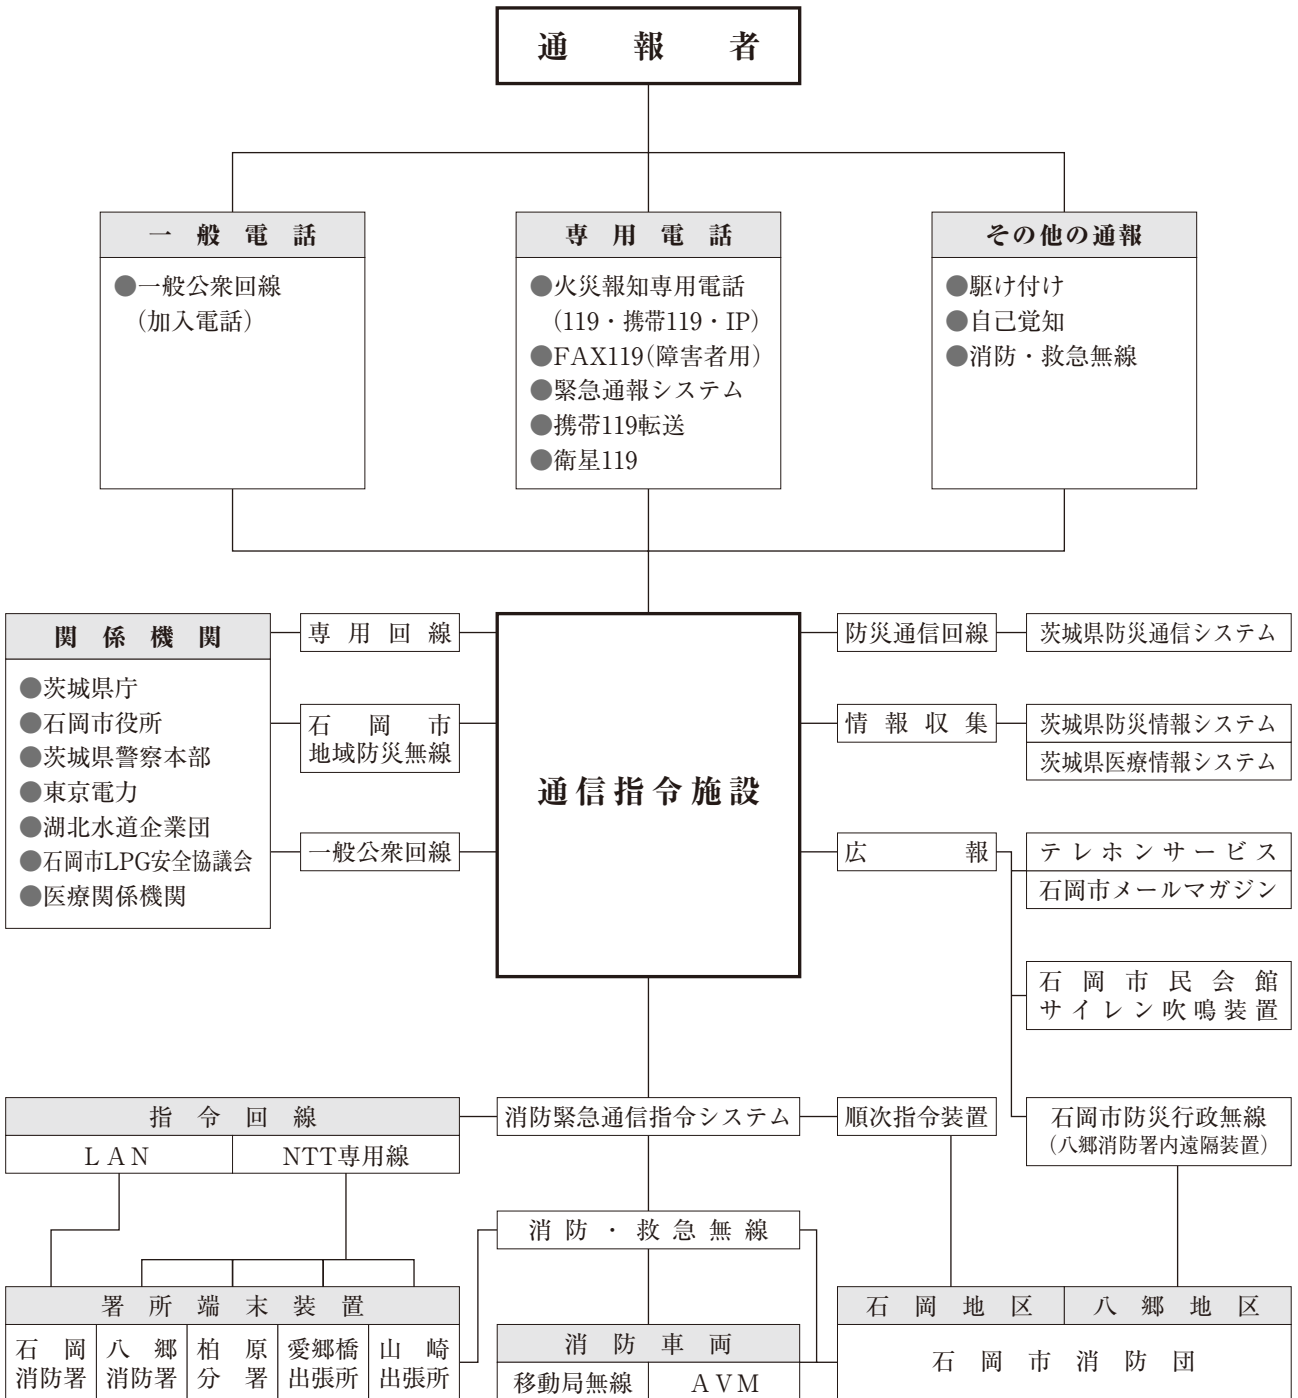 通報者
一般電話
●一般公衆回線
（加入電話）
専用電話
●火災報知専用電話
（119・携帯119・IP）
●FAX119（障害者用）
●緊急通報システム
●携帯119転送
●衛星119
その他の通報
●駆け付け
●自己覚知
●消防・救急無線
関係機関
●茨城県庁
●石岡市役所
●茨城県警察本部
●東京電力
●湖北水道企業団
●石岡市LPG安全協議会
●医療関係機関
専用回線
石岡市
地域防災無線
一般公衆回線
通信指令施設
防災通信回線
茨城県防災通信システム
情報収集
茨城県防災情報システム
茨城県医療情報システム
広報
テレホンサービス
石岡市メールマガジン
石岡市民会館
サイレン吹鳴装置
指令回線
LAN
NTT専用線
消防緊急通信指令システム
順次指令装置
石岡市防災行政無線
（八郷消防署内遠隔装置）
消防・救急無線
署所端末装置
石岡
消防署
八郷
消防署
柏原
分署
愛郷橋
出張所
山崎
出張所
消防車両
移動局無線
AVM
石岡地区
八郷地区
石岡市消防団